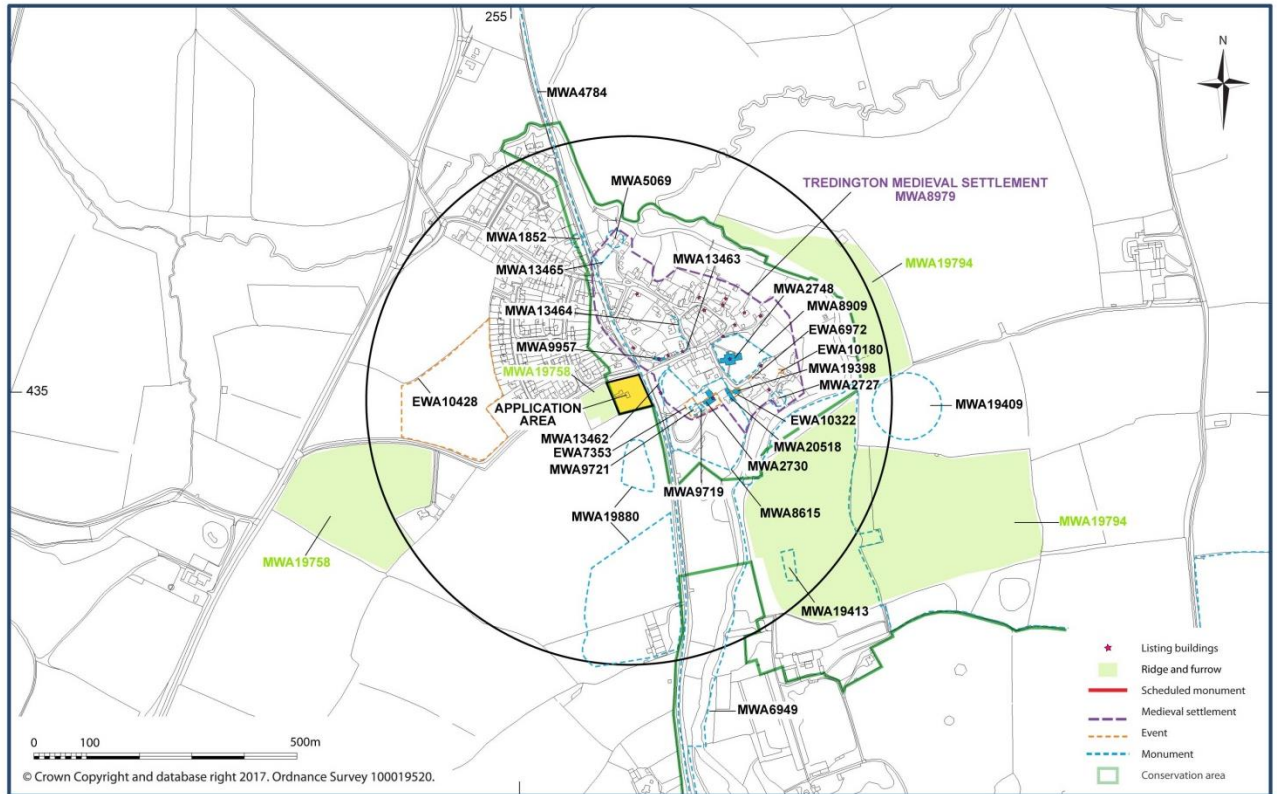 255
N
MWA4784
MWA5069
TREDINGTON MEDIEVAL SETTLEMENT
MWA8979
MWA1852
MWA13463
MWA19794
MWA13465
MWA2748
MWA8909
MWA13464
EWA6972
EWA10180
MWA9957
MWA19398
435
MWA19758
MWA2727
EWA10428
APPLICATION
AREA
MWA19409
EWA10322
MWA13462
MWA20518
EWA7353
MWA9721
MWA2730
MWA9719
MWA8615
MWA19880
MWA19794
MWA19758
MWA19413
MWA6949
Listing buildings
Ridge and furrow
Scheduled monument
Medieval settlement
Event
Monument
Conservation area
0 100 500m
© Crown Copyright and database right 2017. Ordnance Survey 100019520.